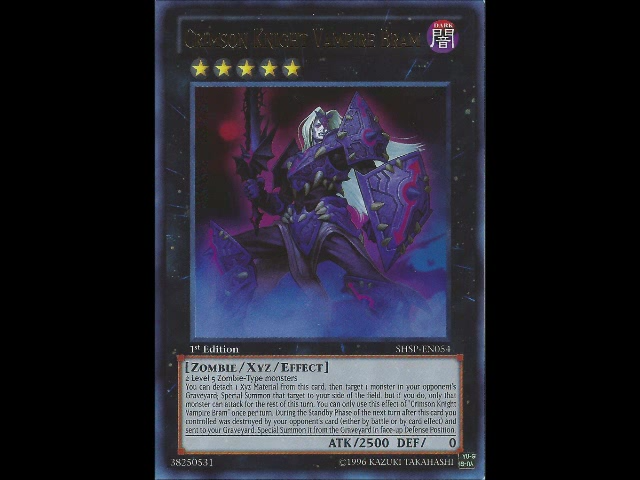 Crimson Knight Vampire Bram
DARK
闇
1st Edition
SHSP-EN054
[Zombie/Xyz/Effect]
2 Level 5 Zombie-Type monsters
You can detach 1 Xyz Material from this card, then target 1 monster in your opponent's
Graveyard; Special Summon that target to your side of the field, but if you do, only that
monster can attack for the rest of this turn. You can only use this effect of "Crimson Knight
Vampire Bram" once per turn. During the Standby Phase of the next turn after this card you
controlled was destroyed by your opponent's card (either by battle or by card effect) and
sent to your Graveyard: Special Summon it from the Graveyard in face-up Defense Position.
ATK/2500 DEF/ 0
38250531
©1996 KAZUKI TAKAHASHI